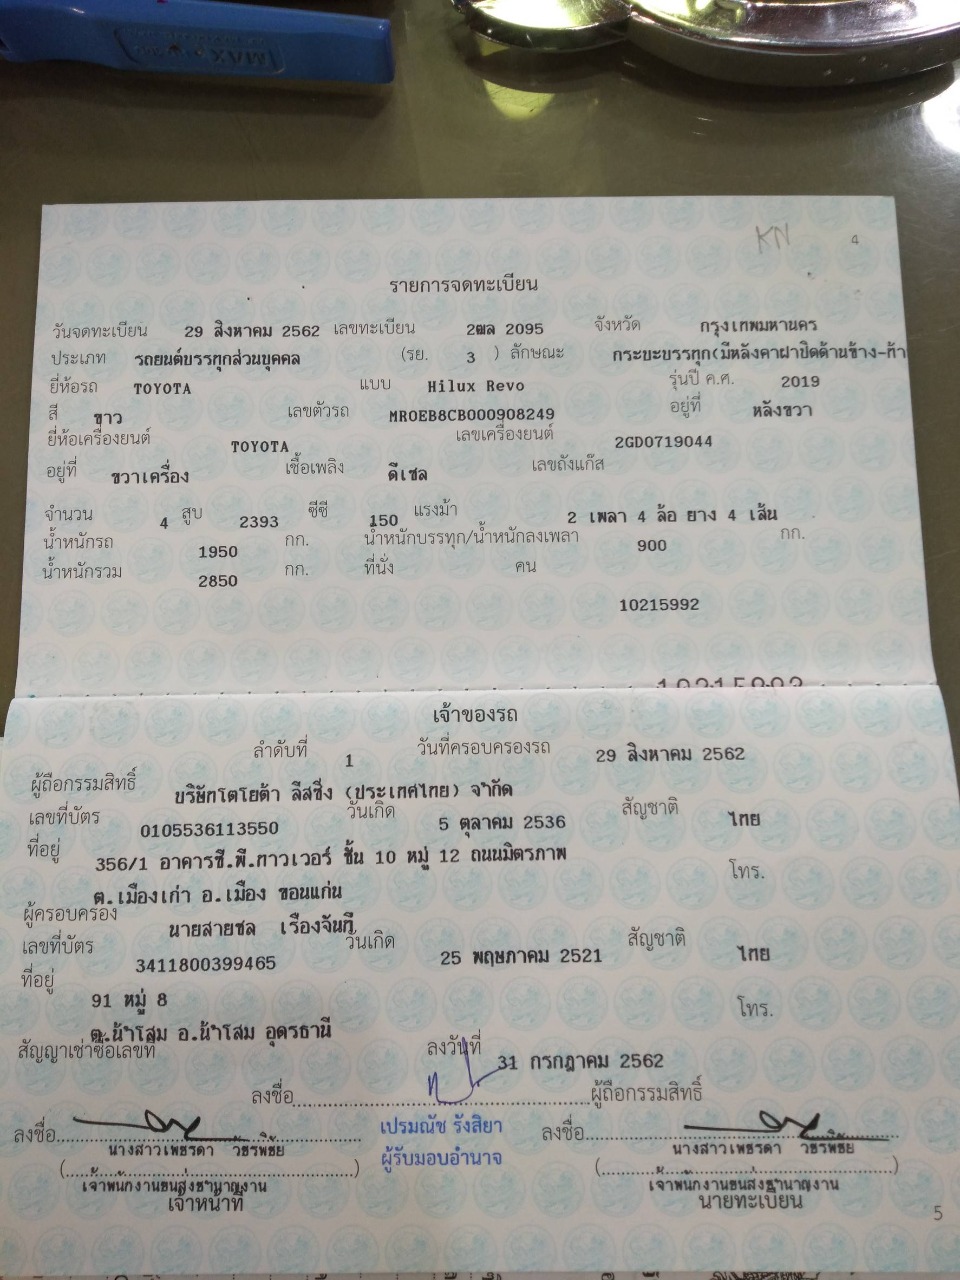 MAX
KN
4
รายการจดทะเบียน
วันจดทะเบียน 29 สิงหาคม 2562 เลขทะเบียน 2ฒล 2095 จังหวัด กรุงเทพมหานคร
ประเภท รถยนต์บรรทุกส่วนบุคคล (รย. 3 ) ลักษณะ กระบะบรรทุก(มีหลังคาฝาปิดด้านข้าง-ท้า
ยี่ห้อรถ TOYOTA แบบ Hilux Revo รุ่นปี ค.ศ. 2019
สี ขาว เลขตัวรถ MR0EB8CB000908249 อยู่ที่ หลังขวา
ยี่ห้อเครื่องยนต์ TOYOTA เลขเครื่องยนต์ 2GD0719044
อยู่ที่ ขวาเครื่อง เชื้อเพลิง ดีเซล เลขถังแก๊ส
จำนวน 4 สูบ 2393 ซีซี 150 แรงม้า 2 เพลา 4 ล้อ ยาง 4 เส้น
น้ำหนักรถ 1950 กก. น้ำหนักบรรทุก/น้ำหนักลงเพลา 900 กก.
น้ำหนักรวม 2850 กก. ที่นั่ง คน
10215992
เจ้าของรถ
ลำดับที่ 1 วันที่ครอบครองรถ 29 สิงหาคม 2562
ผู้ถือกรรมสิทธิ์ บริษัทโตโยต้า ลีสซิ่ง (ประเทศไทย) จำกัด
เลขที่บัตร 0105536113550 วันเกิด 5 ตุลาคม 2536 สัญชาติ ไทย
ที่อยู่ 356/1 อาคารซี.พี.ทาวเวอร์ ชั้น 10 หมู่ 12 ถนนมิตรภาพ โทร.
ต.เมืองเก่า อ.เมือง ขอนแก่น
ผู้ครอบครอง นายสายชล เรืองจันที
เลขที่บัตร 3411800399465 วันเกิด 25 พฤษภาคม 2521 สัญชาติ ไทย
ที่อยู่ 91 หมู่ 8 โทร.
ต.น้ำโสม อ.น้ำโสม อุดรธานี
สัญญาเช่าซื้อเลขที่ ลงวันที่ 31 กรกฎาคม 2562
ลงชื่อ ผู้ถือกรรมสิทธิ์
เปรมณัช รังสิยา
ผู้รับมอบอำนาจ
ลงชื่อ ลงชื่อ
นางสาวเพชรดา วชรพิชัย นางสาวเพชรดา วชรพิชัย
เจ้าพนักงานขนส่งชำนาญงาน เจ้าพนักงานขนส่งชำนาญงาน
เจ้าหน้าที่ นายทะเบียน
5